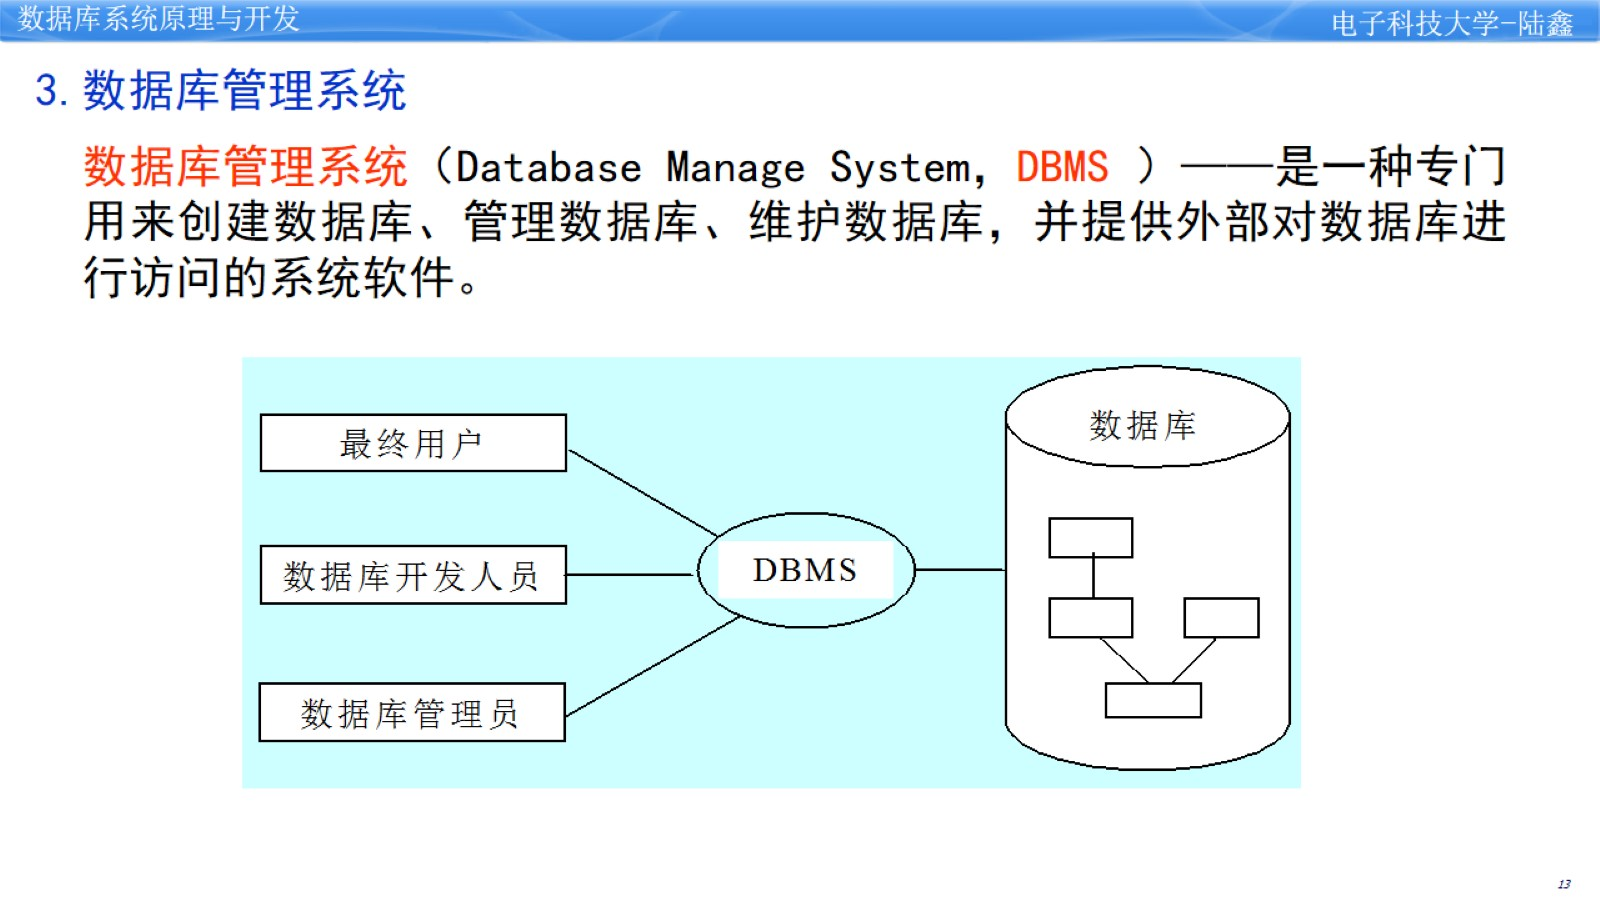 数据库系统原理与开发
电子科技大学-陆鑫
3. 数据库管理系统
数据库管理系统（Database Manage System，DBMS ）——是一种专门
用来创建数据库、管理数据库、维护数据库，并提供外部对数据库进
行访问的系统软件。
最终用户
数据库开发人员
数据库管理员
DBMS
数据库
13